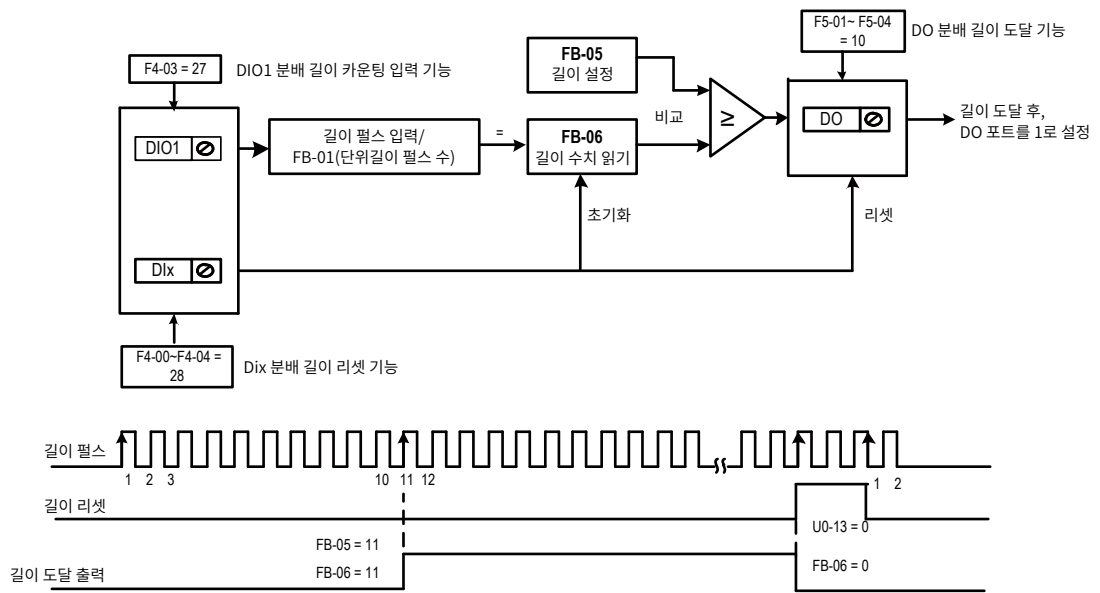 F5-01~ F5-04
= 10
DO 분배 길이 도달 기능
F4-03 = 27
DIO1 분배 길이 카운팅 입력 기능
FB-05
길이 설정
DIO1
길이 펄스 입력/
FB-01(단위길이 펄스 수)
=
FB-06
길이 수치 읽기
비교
≥
DO
길이 도달 후,
DO 포트를 1로 설정
초기화
리셋
DIx
F4-00~F4-04 =
28
Dix 분배 길이 리셋 기능
길이 펄스
1 2 3 10 11 12 1 2
길이 리셋
U0-13 = 0
FB-05 = 11
FB-06 = 11
FB-06 = 0
길이 도달 출력